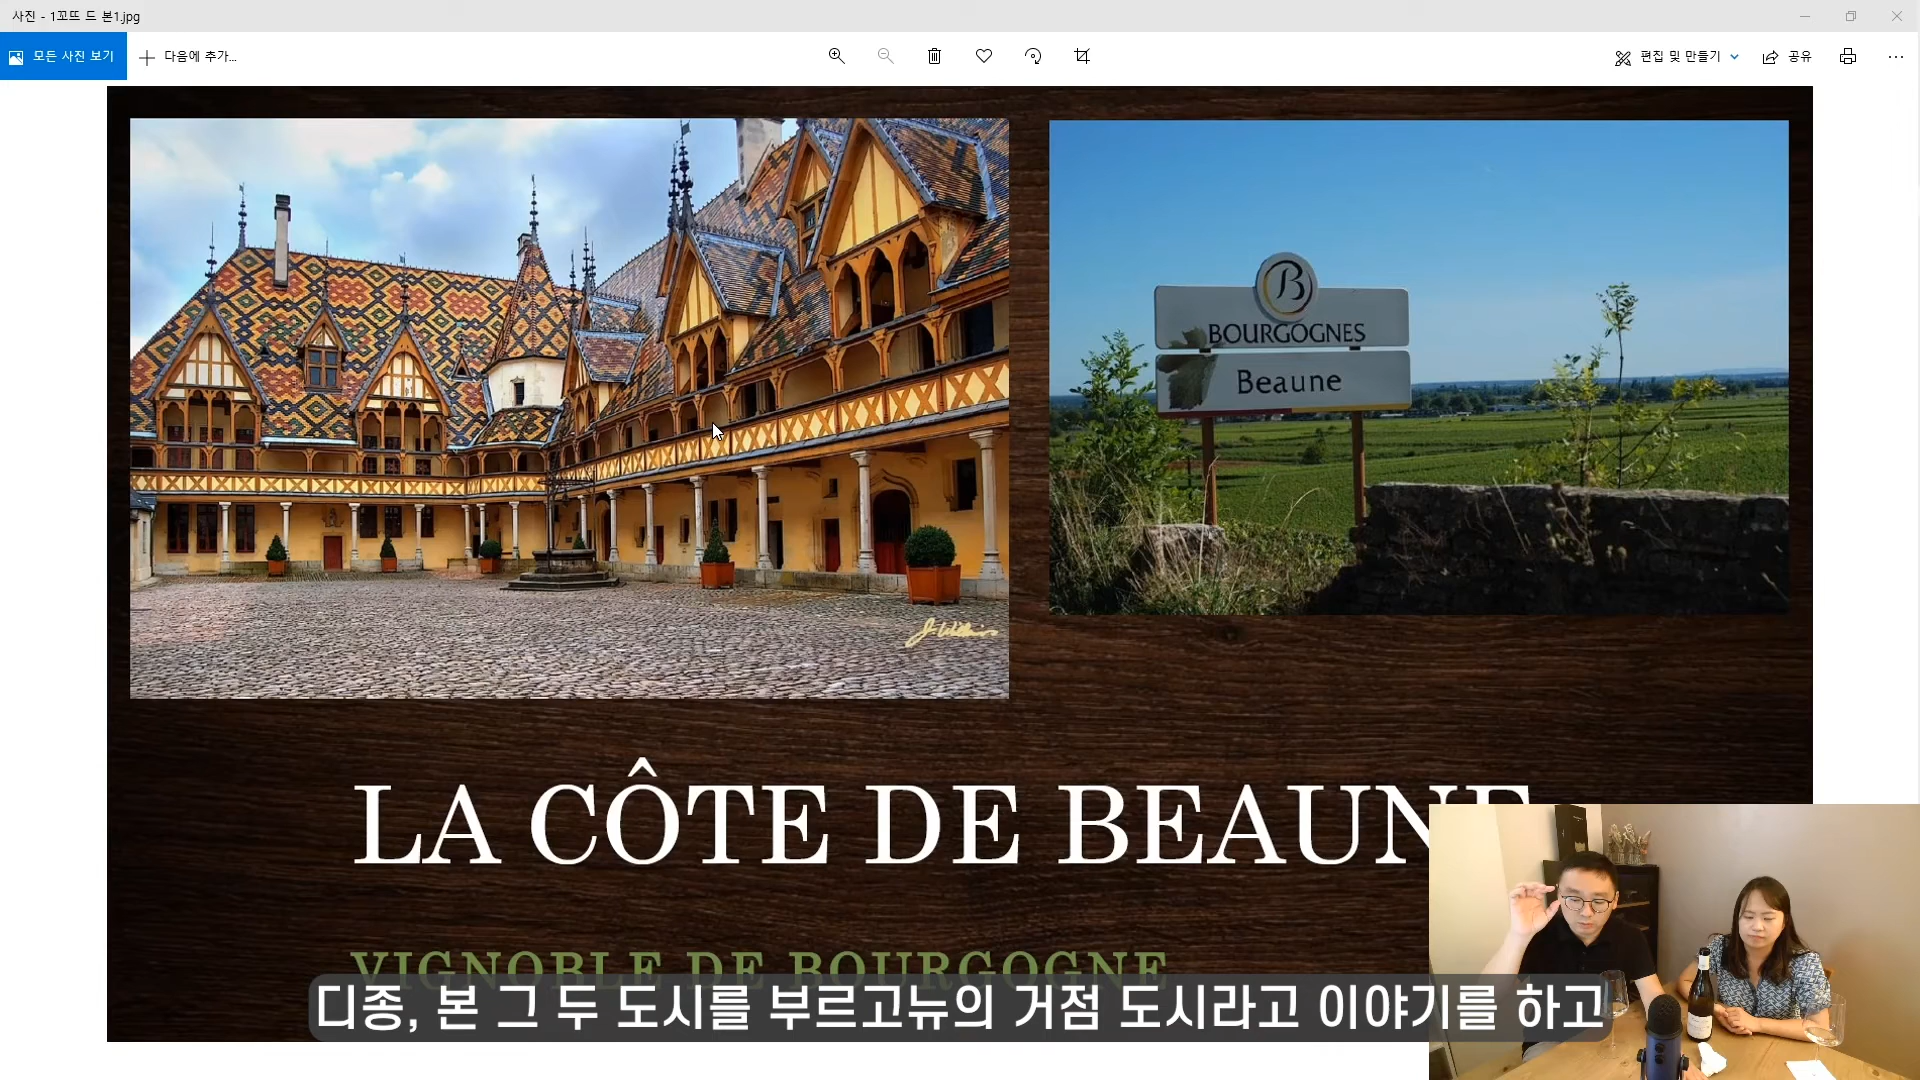 사진 - 1꼬뜨 드 본1.jpg
모든 사진 보기
다음에 추가...
편집 및 만들기
공유
B
BOURGOGNES
Beaune
LA CÔTE DE BEAUNE
VIGNOBLE DE BOURGOGNE
디종, 본 그 두 도시를 부르고뉴의 거점 도시라고 이야기를 하고